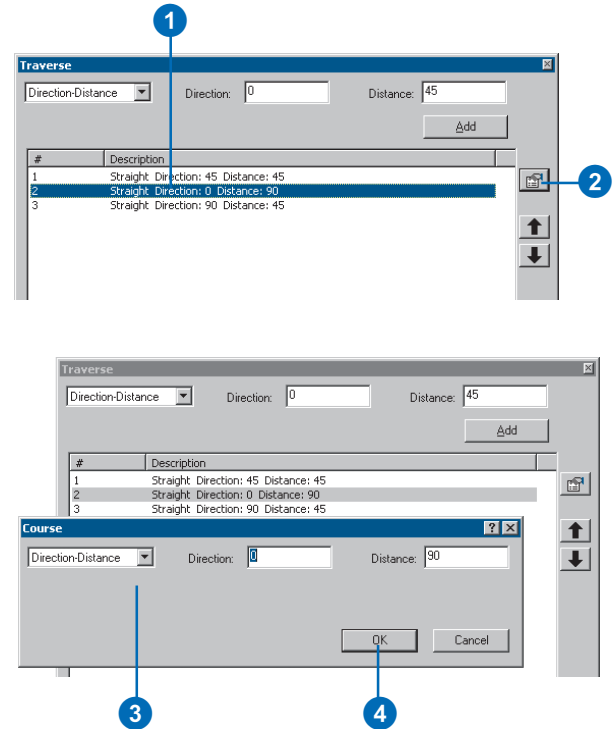 1
Traverse
Direction-Distance Direction: 0 Distance: 45
Add
# Description
1 Straight Direction: 45 Distance: 45
2 Straight Direction: 0 Distance: 90
2
3 Straight Direction: 90 Distance: 45
Traverse
Direction-Distance Direction: 0 Distance: 45
Add
# Description
1 Straight Direction: 45 Distance: 45
2 Straight Direction: 0 Distance: 90
3 Straight Direction: 90 Distance: 45
Course
Direction-Distance Direction: 0 Distance: 90
OK Cancel
3 4